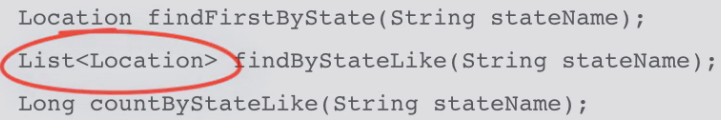 Location findFirstByState(String stateName);
List<Location> findByStateLike(String stateName);
Long countByStateLike(String stateName);